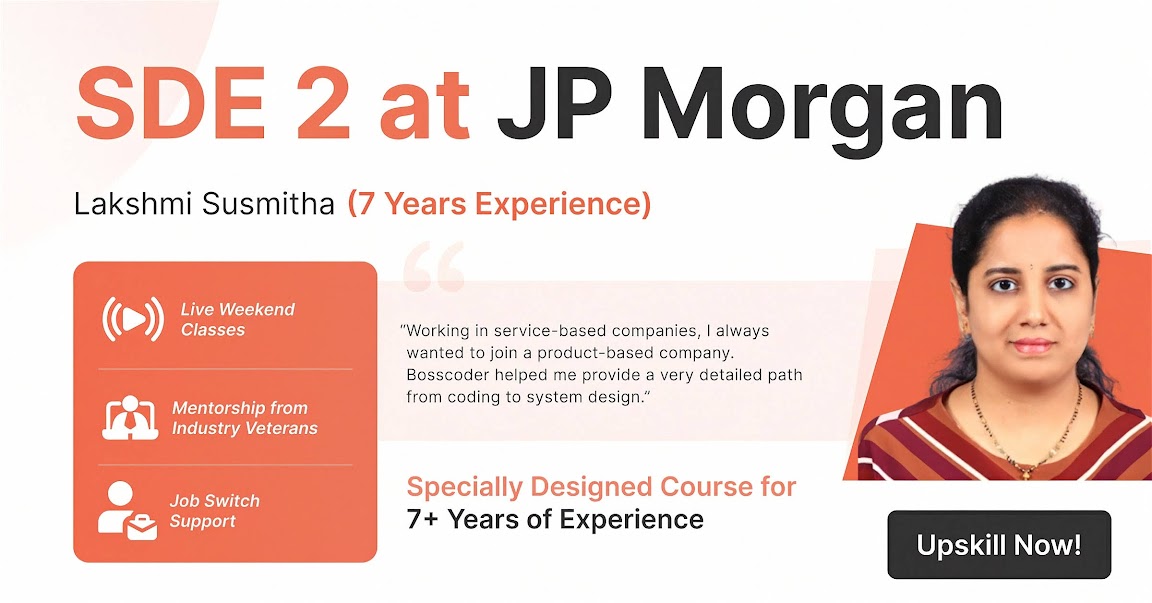 SDE 2 at JP Morgan
Lakshmi Susmitha (7 Years Experience)
Live Weekend
Classes
Mentorship from
Industry Veterans
Job Switch
Support
“Working in service-based companies, I always
wanted to join a product-based company.
Bosscoder helped me provide a very detailed path
from coding to system design.”
Specially Designed Course for
7+ Years of Experience
Upskill Now!